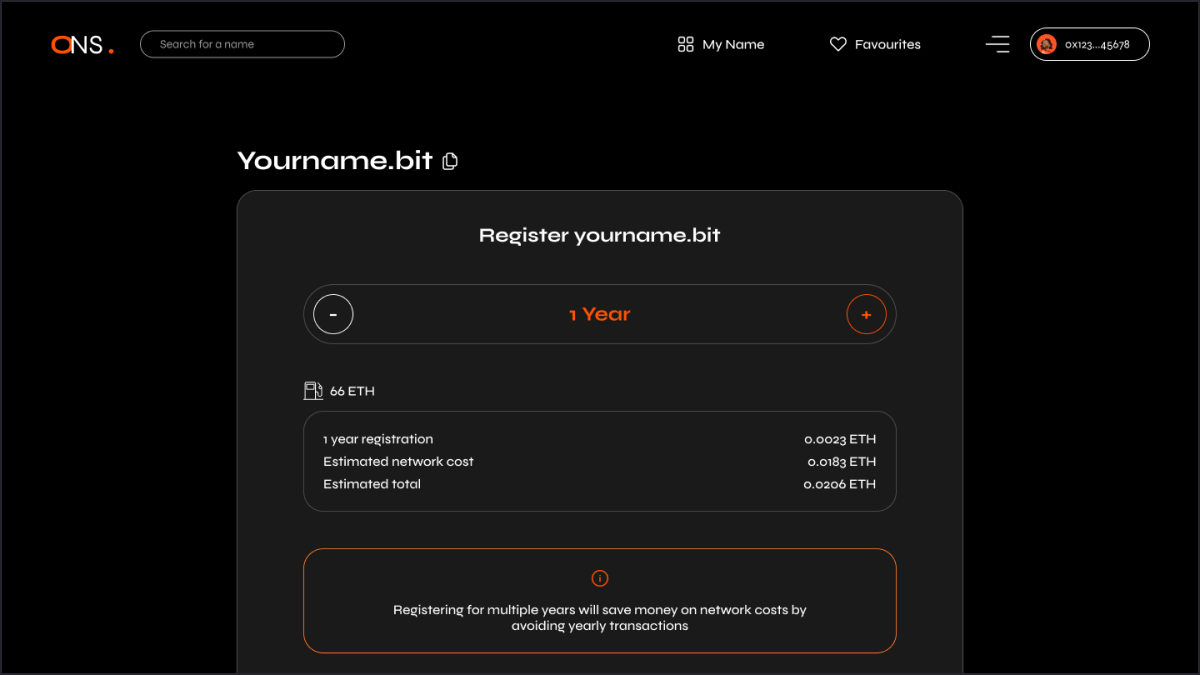 ONS.
Search for a name
My Name
Favourites
0x123...45678
Yourname.bit
Register yourname.bit
-
1 Year
+
66 ETH
1 year registration 0.0023 ETH
Estimated network cost 0.0183 ETH
Estimated total 0.0206 ETH
Registering for multiple years will save money on network costs by
avoiding yearly transactions